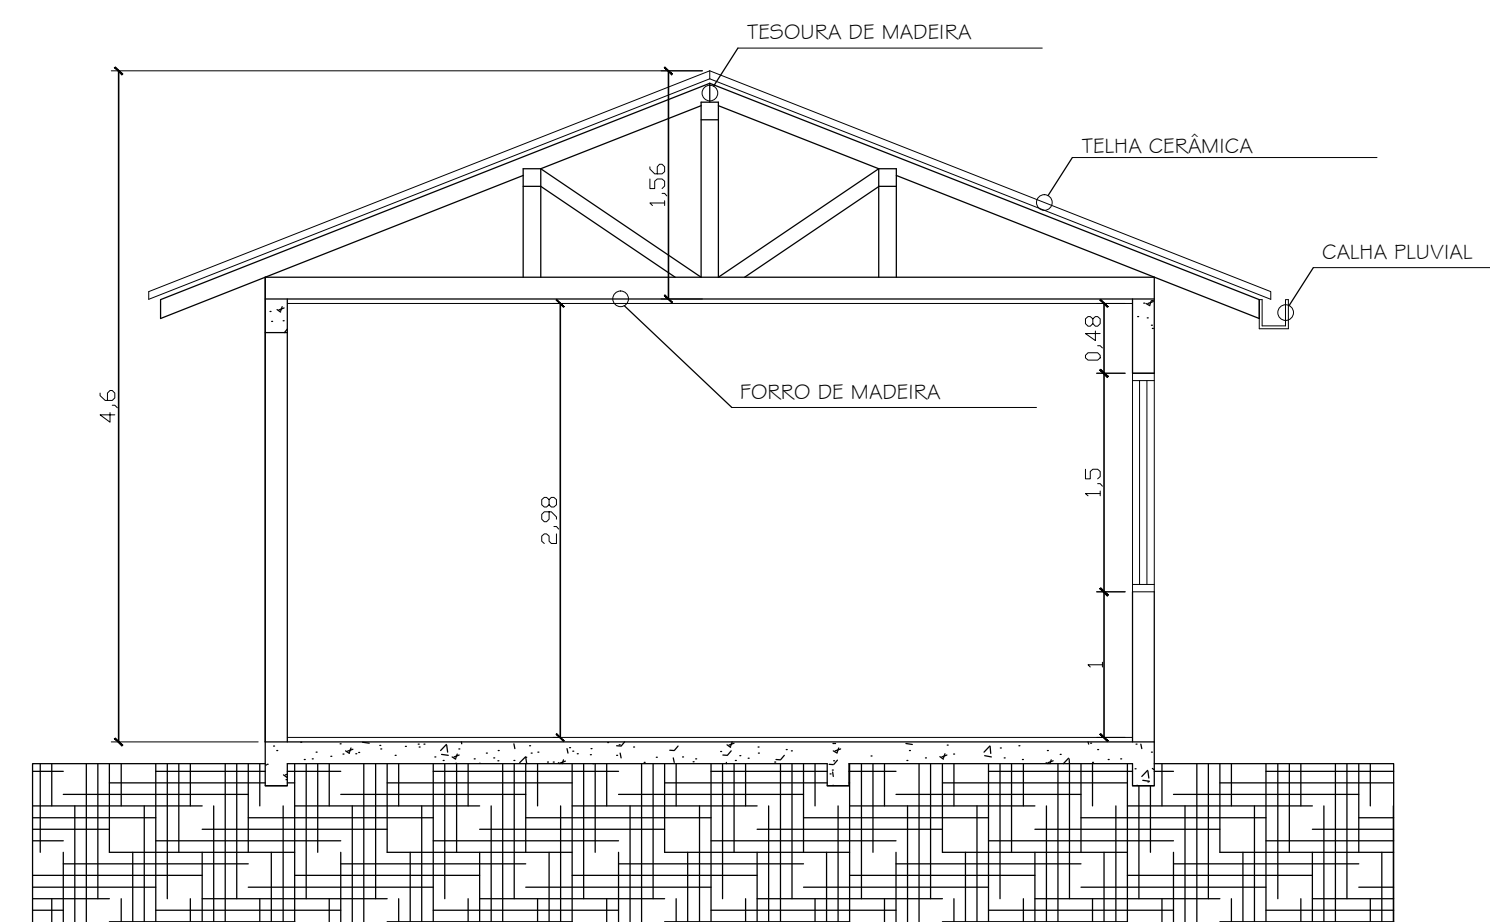 TESOURA DE MADEIRA
TELHA CERÂMICA
1,56
CALHA PLUVIAL
0,48
4,6
FORRO DE MADEIRA
1,5
2,98
1